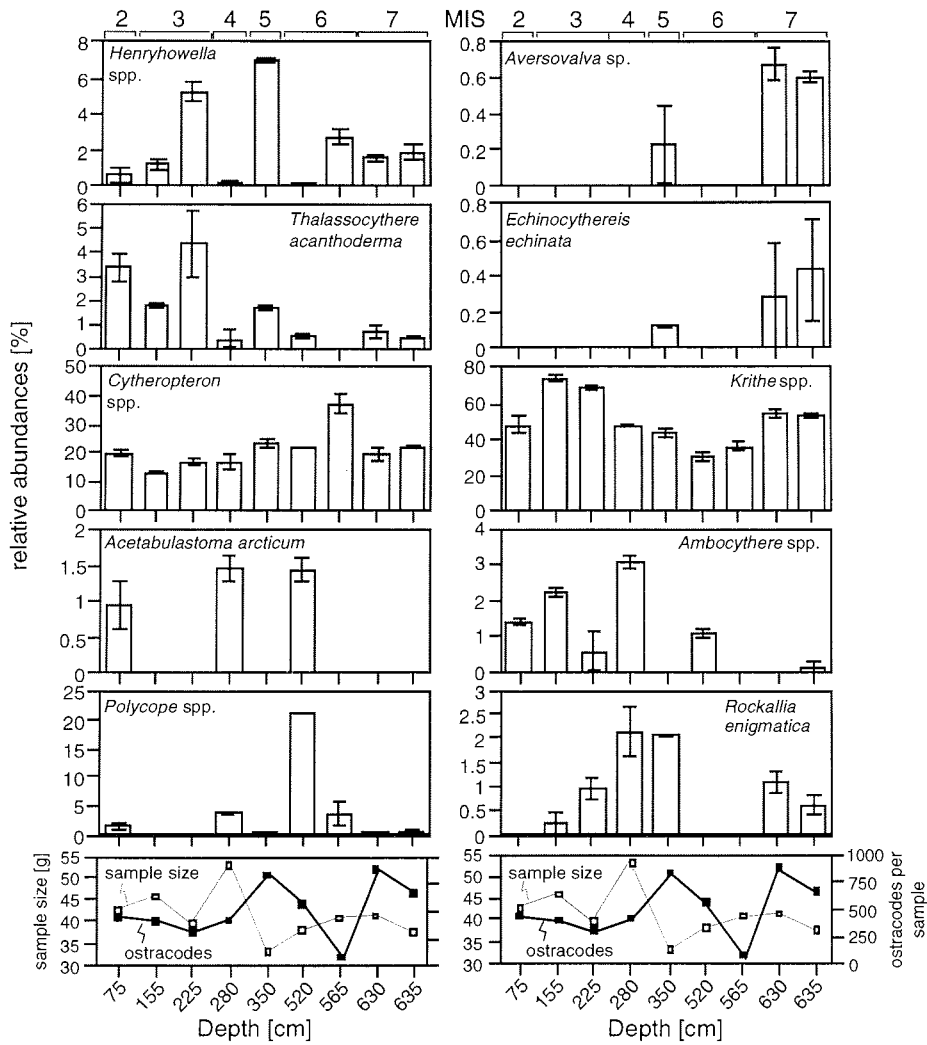 2 3 4 5 6 7 MIS 2 3 4 5 6 7
relative abundances [%]
Henryhowella
spp.
8
6
4
2
0
Aversovalva sp.
0.8
0.6
0.4
0.2
0
Thalassocythere
acanthoderma
6
5
4
3
2
1
0
Echinocythereis
echinata
0.8
0.6
0.4
0.2
0
Cytheropteron
spp.
50
40
30
20
10
0
Krithe spp.
80
60
40
20
0
Acetabulastoma arcticum
2
1.5
1
0.5
0
Ambocythere spp.
4
3
2
1
0
Polycope spp.
25
20
15
10
5
0
Rockallia
enigmatica
3
2.5
2
1.5
1
0.5
0
sample size [g]
55
50
45
40
35
30
sample size
ostracodes
55
50
45
40
35
30
sample size
ostracodes
1000
750
500
250
0
ostracodes per
sample
75 155 225 280 350 520 565 630 635
Depth [cm]
75 155 225 280 350 520 565 630 635
Depth [cm]